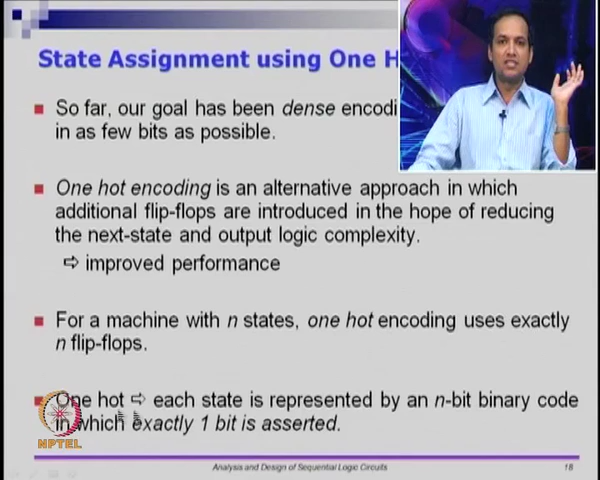 State Assignment using One H
So far, our goal has been dense encodi
in as few bits as possible.
One hot encoding is an alternative approach in which
additional flip-flops are introduced in the hope of reducing
the next-state and output logic complexity.
⇨ improved performance
For a machine with n states, one hot encoding uses exactly
n flip-flops.
One hot ⇨ each state is represented by an n-bit binary code
in which exactly 1 bit is asserted.
NPTEL
Analysis and Design of Sequential Logic Circuits
18